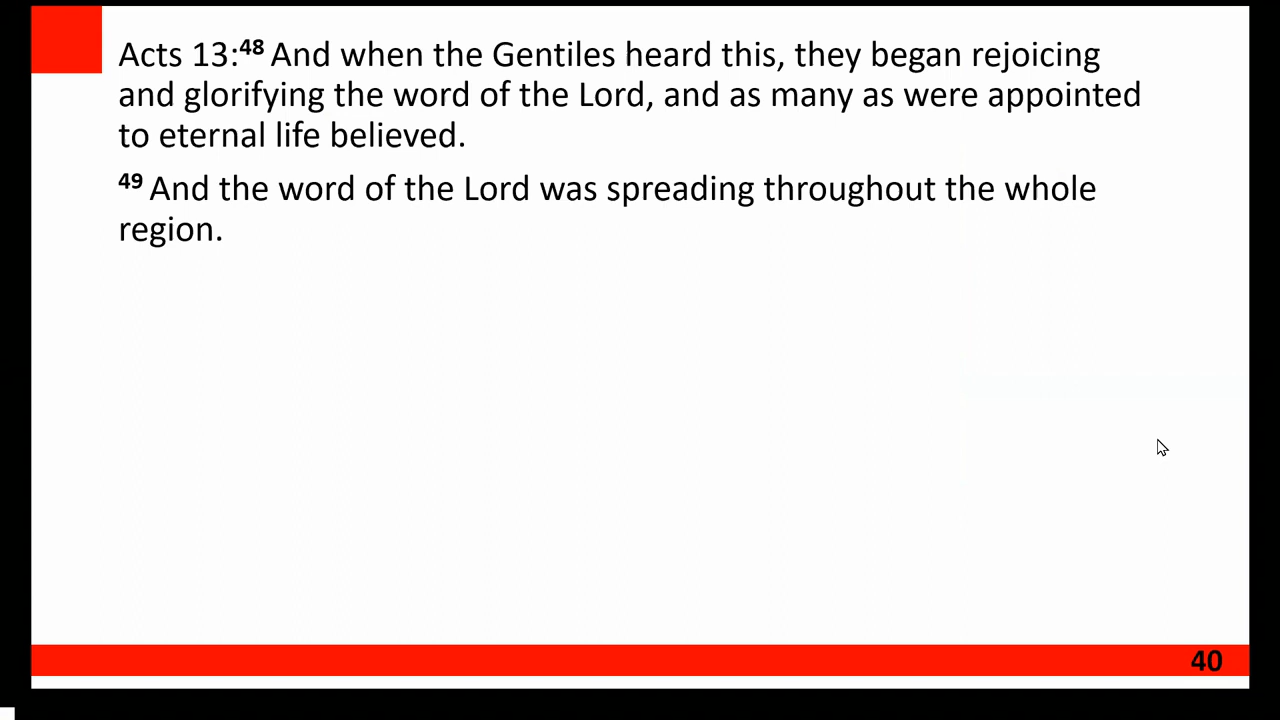 Acts 13:48 And when the Gentiles heard this, they began rejoicing
and glorifying the word of the Lord, and as many as were appointed
to eternal life believed.
49 And the word of the Lord was spreading throughout the whole
region.
40